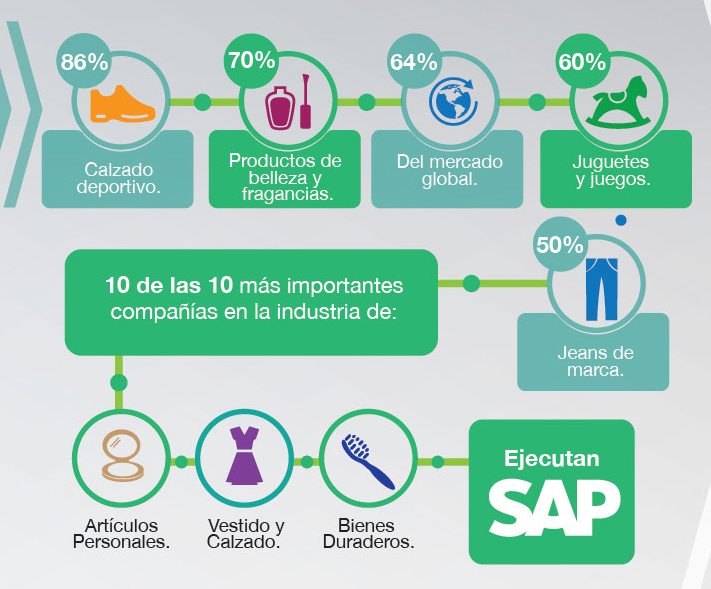 86%
Calzado
deportivo.
70%
Productos de
belleza y
fragancias.
64%
Del mercado
global.
60%
Juguetes
y juegos.
50%
Jeans de
marca.
10 de las 10 más importantes
compañías en la industria de:
Artículos
Personales.
Vestido y
Calzado.
Bienes
Duraderos.
Ejecutan
SAP